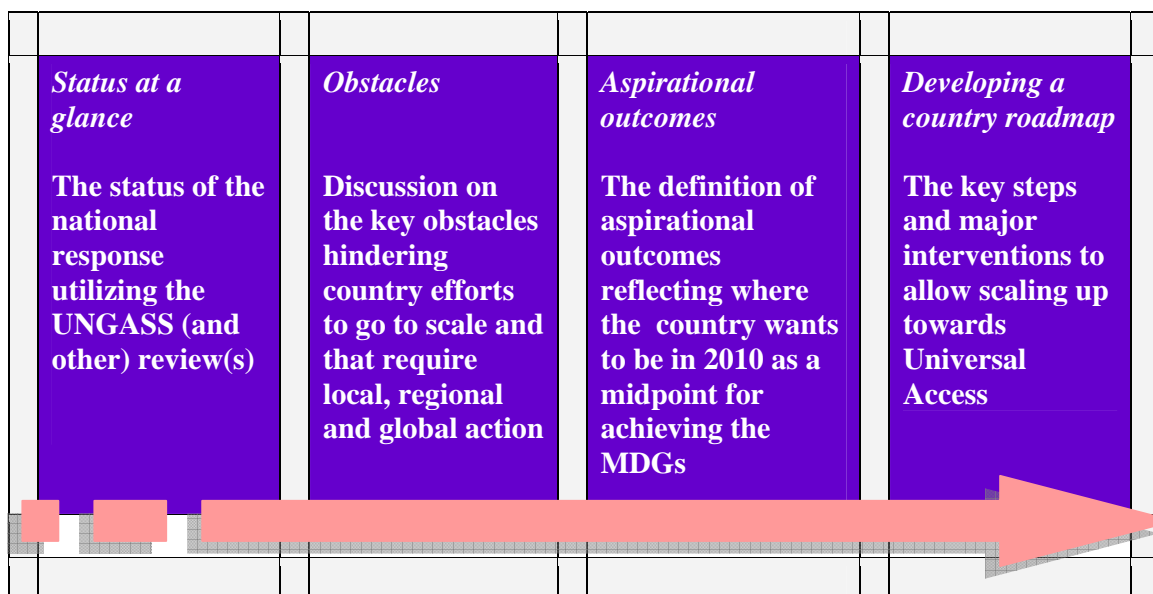 Status at a
glance
The status of the
national
response
utilizing the
UNGASS (and
other) review(s)
Obstacles
Discussion on
the key obstacles
hindering
country efforts
to go to scale and
that require
local, regional
and global action
Aspirational
outcomes
The definition of
aspirational
outcomes
reflecting where
the country wants
to be in 2010 as a
midpoint for
achieving the
MDGs
Developing a
country roadmap
The key steps
and major
interventions to
allow scaling up
towards
Universal
Access